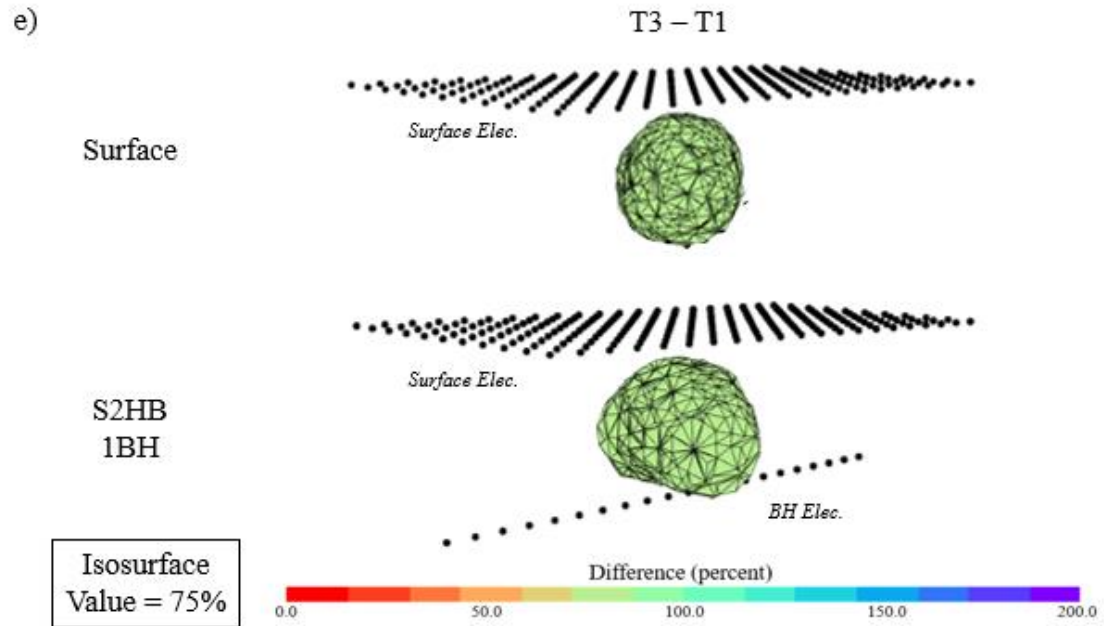 e)
T3 – T1
Surface Elec.
Surface
Surface Elec.
S2HB
1BH
BH Elec.
Isosurface
Value = 75%
Difference (percent)
0.0 50.0 100.0 150.0 200.0